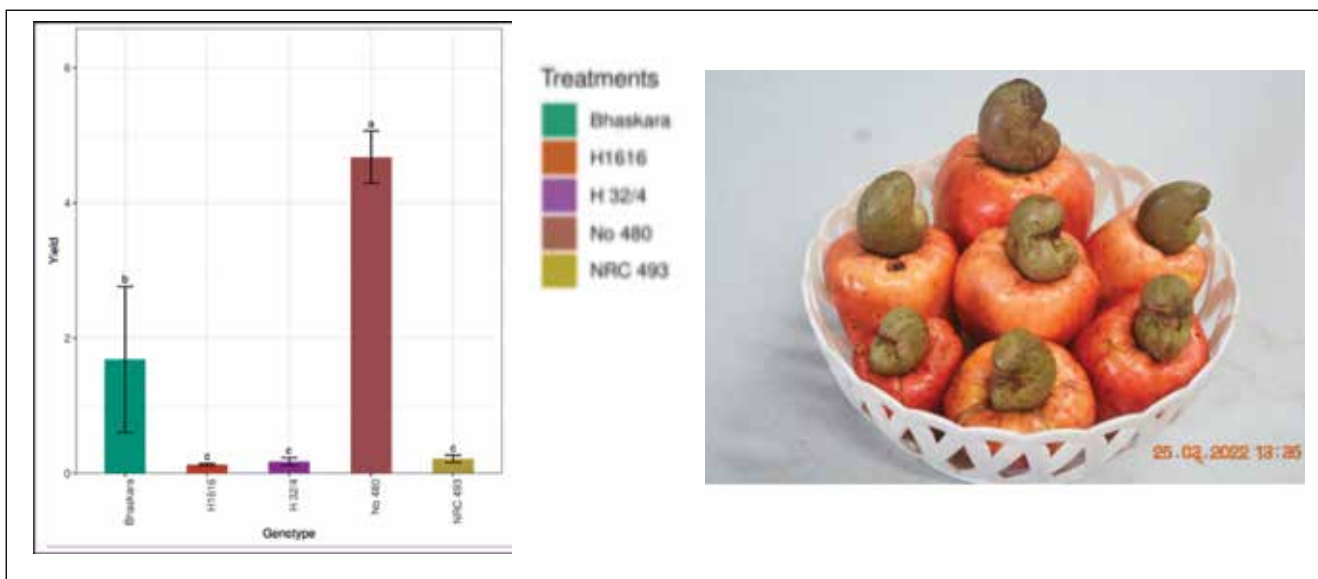 6
4
2
0
Yield
b
c
c
a
c
Bhaskara
H1616
H 32/4
No 480
NRC 493
Genotype
Treatments
Bhaskara
H1616
H 32/4
No 480
NRC 493
25.03.2022 13:35